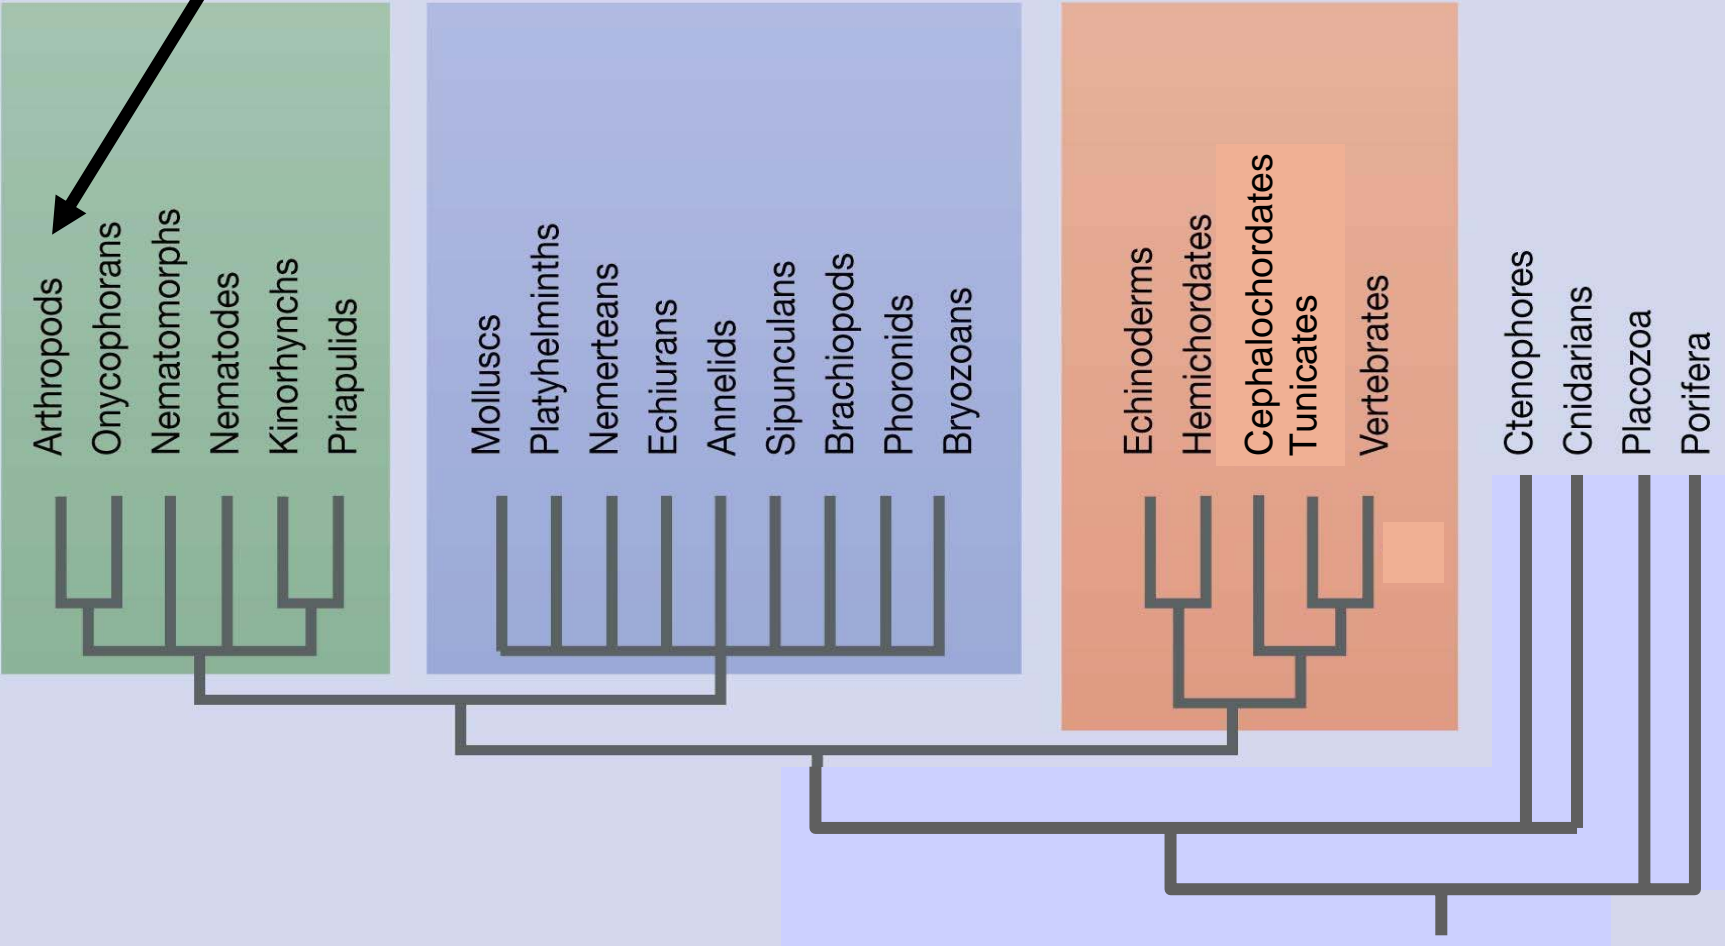 Arthropods
Onycophorans
Nematomorphs
Nematodes
Kinorhynchs
Priapulids
Molluscs
Platyhelminths
Nemerteans
Echiurans
Annelids
Sipunculans
Brachiopods
Phoronids
Bryozoans
Echinoderms
Hemichordates
Cephalochordates
Tunicates
Vertebrates
Ctenophores
Cnidarians
Placozoa
Porifera